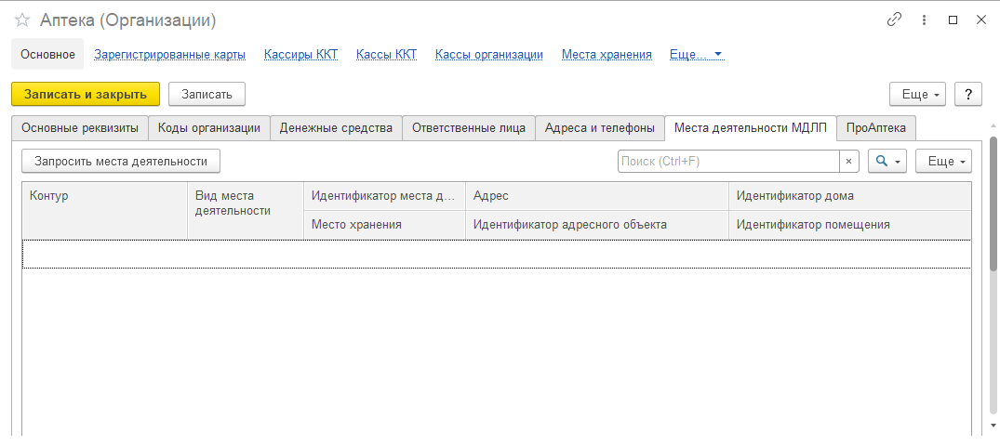 Аптека (Организации)
Основное Зарегистрированные карты Кассиры ККТ Кассы ККТ Кассы организации Места хранения Еще...
Записать и закрыть Записать Еще ?
Основные реквизиты Коды организации Денежные средства Ответственные лица Адреса и телефоны Места деятельности МДЛП ПроАптека
Запросить места деятельности Поиск (Ctrl+F) × Еще
Контур Вид места деятельности Идентификатор места д... Адрес Идентификатор дома
Место хранения Идентификатор адресного объекта Идентификатор помещения